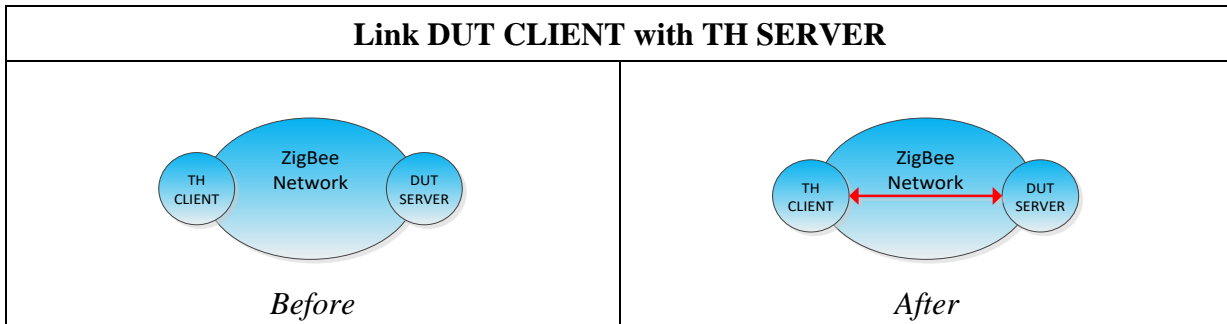 Link DUT CLIENT with TH SERVER
ZigBee
Network
TH
CLIENT
DUT
SERVER
Before
ZigBee
Network
TH
CLIENT
DUT
SERVER
After